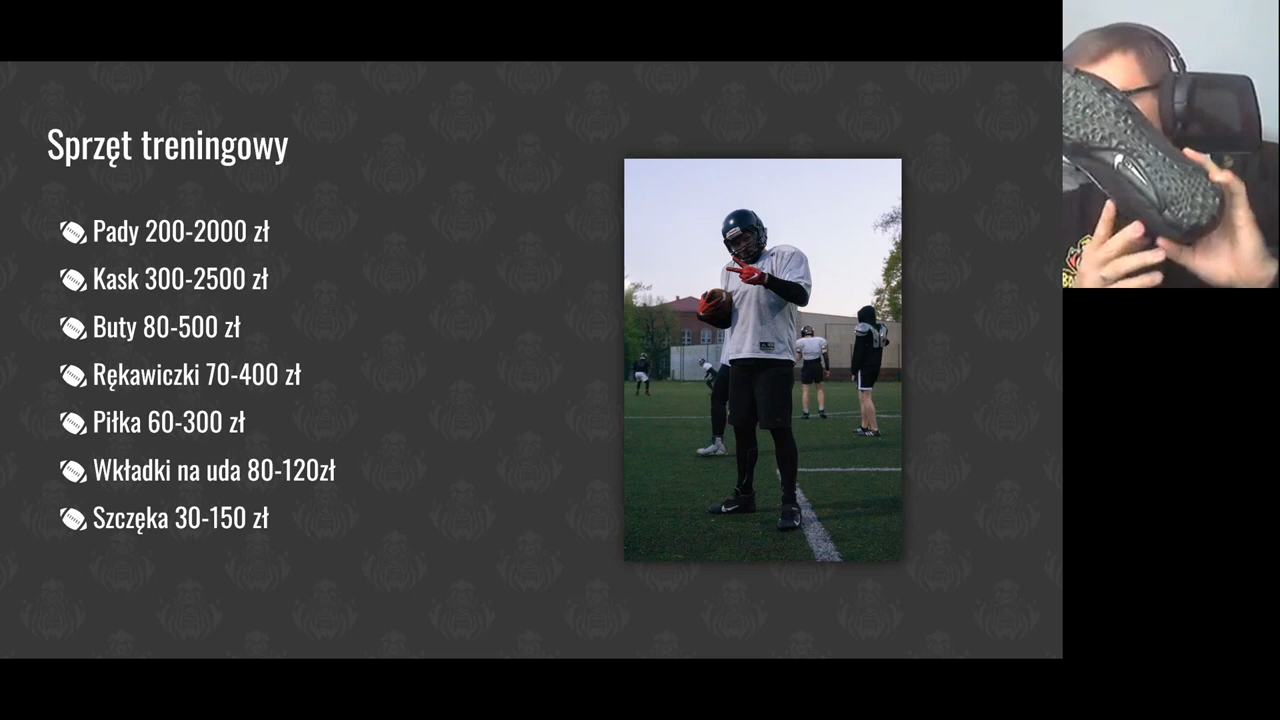 Sprzęt treningowy
Pady 200-2000 zł
Kask 300-2500 zł
Buty 80-500 zł
Rękawiczki 70-400 zł
Piłka 60-300 zł
Wkładki na uda 80-120zł
Szczęka 30-150 zł